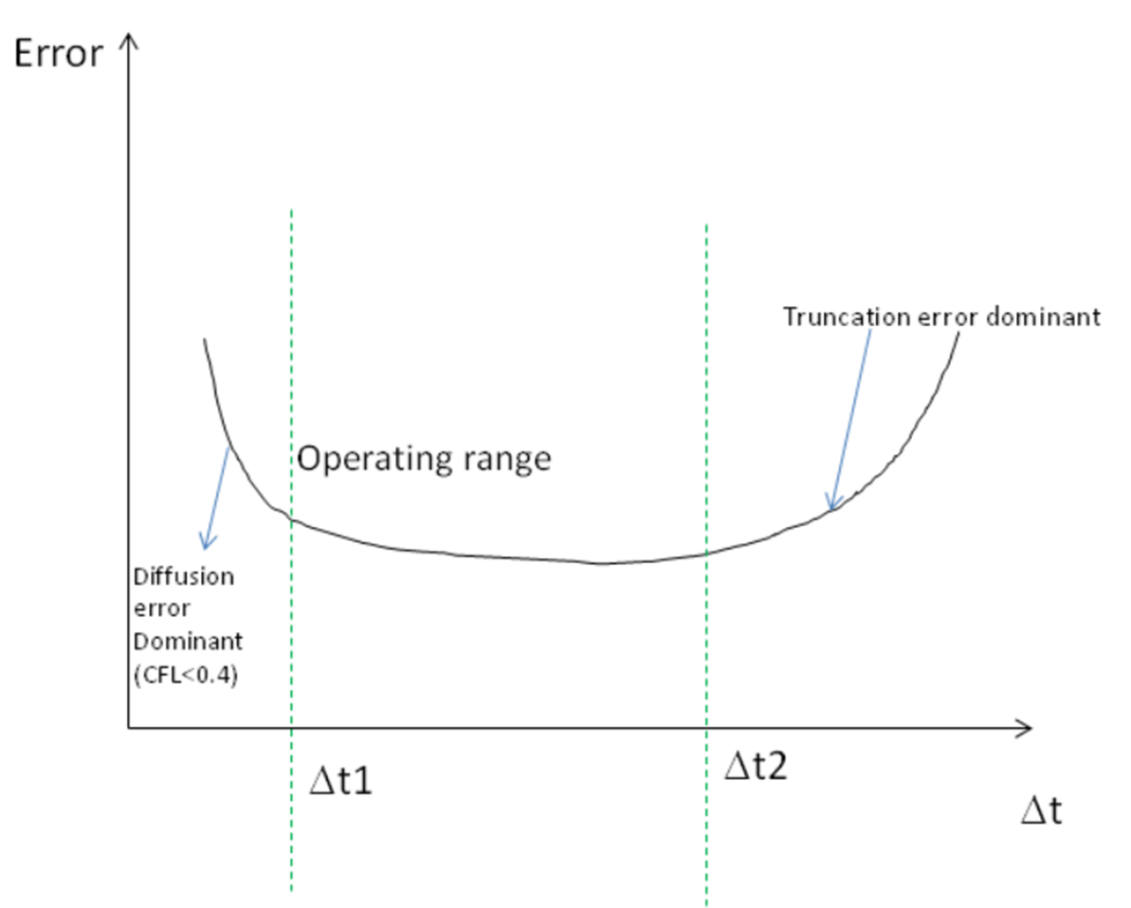 Error
Truncation error dominant
Operating range
Diffusion
error
Dominant
(CFL<0.4)
Δt1
Δt2
Δt